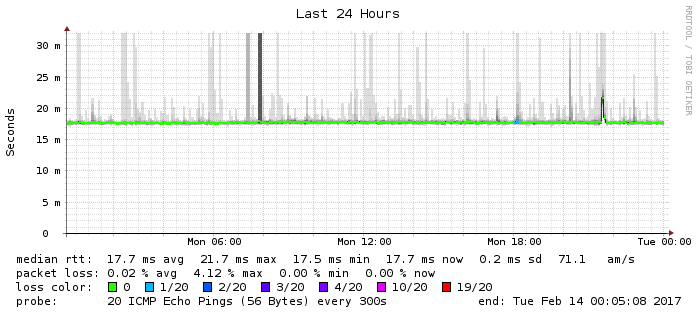 Last 24 Hours
RRDTOOL / TOBI OETIKER
Seconds
30 m
25 m
20 m
15 m
10 m
5 m
0
Mon 06:00 Mon 12:00 Mon 18:00 Tue 00:00
median rtt: 17.7 ms avg 21.7 ms max 17.5 ms min 17.7 ms now 0.2 ms sd 71.1 am/s
packet loss: 0.02 % avg 4.12 % max 0.00 % min 0.00 % now
loss color: 0 1/20 2/20 3/20 4/20 10/20 19/20
probe: 20 ICMP Echo Pings (56 Bytes) every 300s end: Tue Feb 14 00:05:08 2017